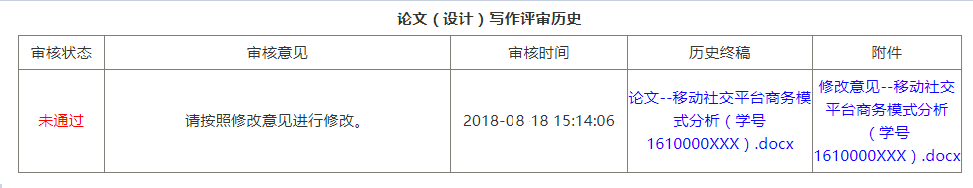 论文（设计）写作评审历史
审核状态 审核意见 审核时间 历史终稿 附件
未通过 请按照修改意见进行修改。 2018-08-18 15:14:06
论文--移动社交平台商务模
式分析（学号
1610000XXX）.docx
修改意见--移动社交
平台商务模式分析
（学号
1610000XXX）.docx